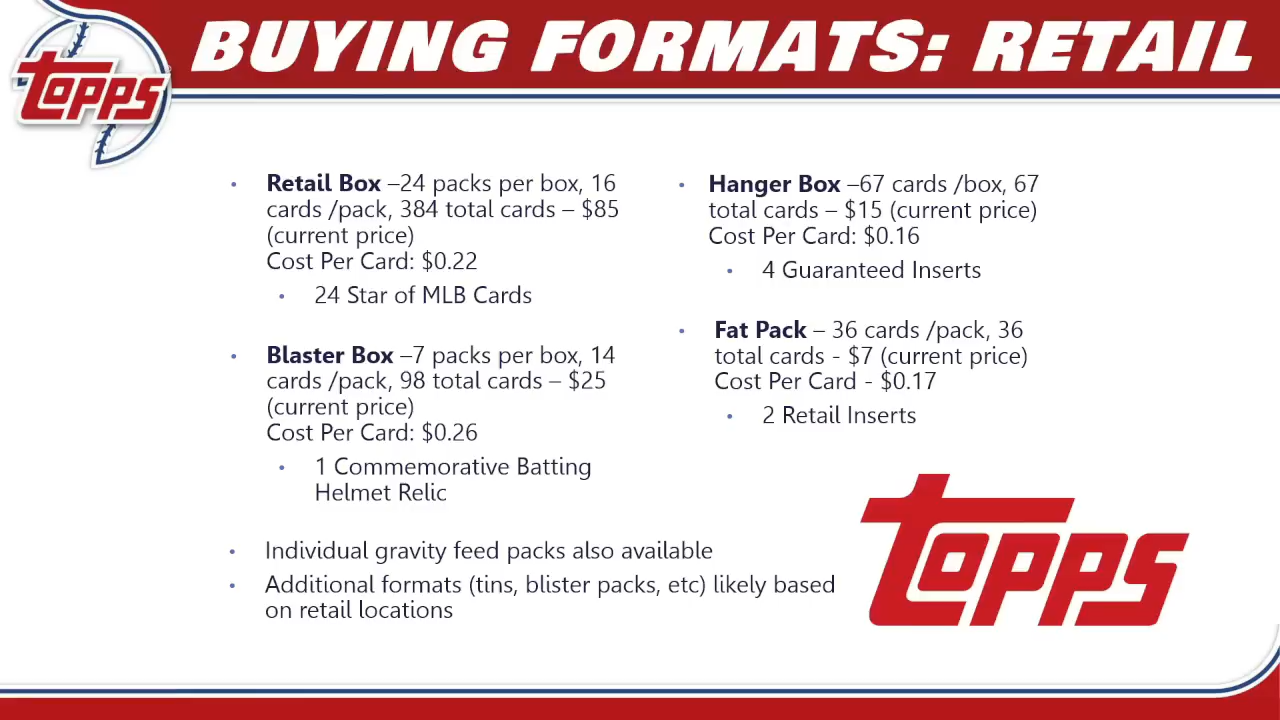 BUYING FORMATS: RETAIL
TOPPS
• Retail Box –24 packs per box, 16
cards /pack, 384 total cards – $85
(current price)
Cost Per Card: $0.22
• 24 Star of MLB Cards
• Blaster Box –7 packs per box, 14
cards /pack, 98 total cards – $25
(current price)
Cost Per Card: $0.26
• 1 Commemorative Batting
Helmet Relic
• Hanger Box –67 cards /box, 67
total cards – $15 (current price)
Cost Per Card: $0.16
• 4 Guaranteed Inserts
• Fat Pack – 36 cards /pack, 36
total cards - $7 (current price)
Cost Per Card - $0.17
• 2 Retail Inserts
• Individual gravity feed packs also available
• Additional formats (tins, blister packs, etc) likely based
on retail locations
TOPPS